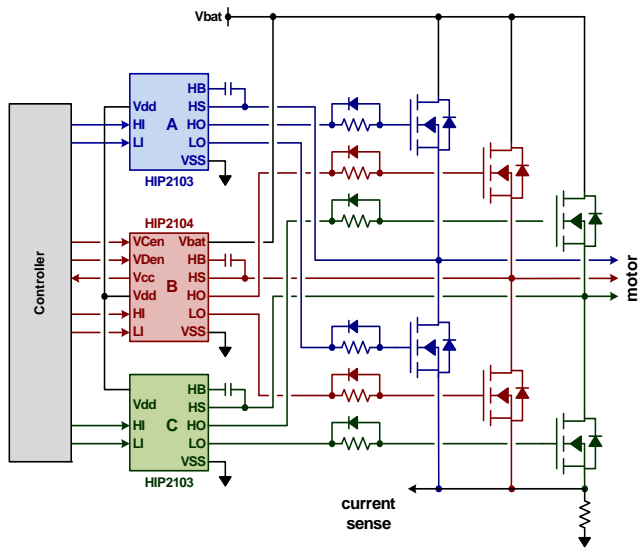 Vbat
Controller
HB
Vdd
HS
A
HI
HO
LI
LO
VSS
HIP2103
HIP2104
VCen
Vbat
VDen
HB
Vcc
HS
B
Vdd
HO
HI
LO
LI
VSS
HB
Vdd
HS
HI
C
HO
LI
LO
VSS
HIP2103
motor
current
sense